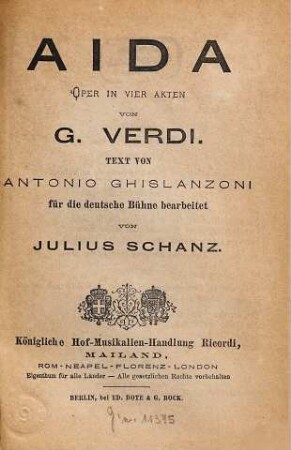 AIDA
OPER IN VIER AKTEN
VON
G. VERDI.
TEXT VON
ANTONIO GHISLANZONI
für die deutsche Bühne bearbeitet
VON
JULIUS SCHANZ.
Königliche Hof-Musikalien-Handlung Ricordi,
MAILAND,
ROM - NEAPEL - FLORENZ - LONDON
Eigenthum für alle Länder — Alle gesetzlichen Rechte vorbehalten
BERLIN, bei ED. BOTE & G. BOCK.
11395